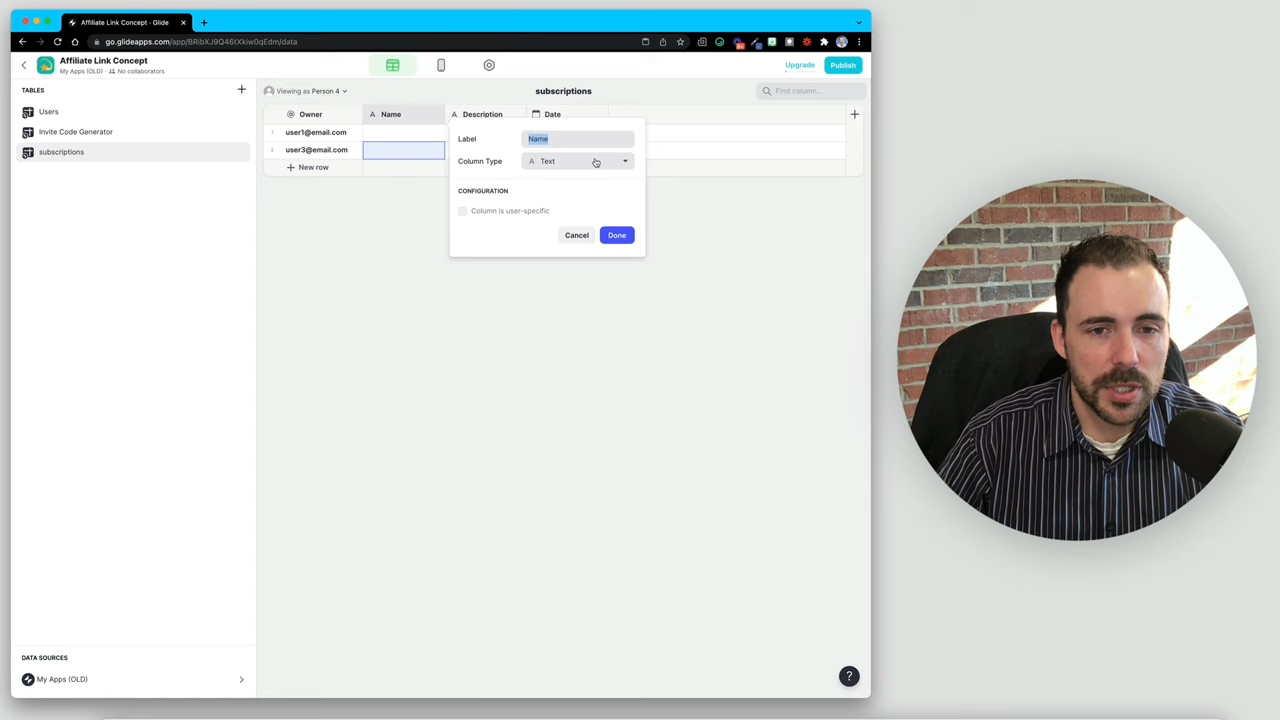 Affiliate Link Concept - Glide
go.glideapps.com/app/BRibXJ9Q46tXkiw0qEdm/data
Affiliate Link Concept
My Apps (OLD) · No collaborators
Upgrade
Publish
TABLES
Users
Invite Code Generator
subscriptions
Viewing as Person 4
subscriptions
Find column...
Owner
Name
Description
Date
1
user1@email.com
2
user3@email.com
New row
Label
Name
Column Type
A Text
CONFIGURATION
Column is user-specific
Cancel
Done
DATA SOURCES
My Apps (OLD)
?